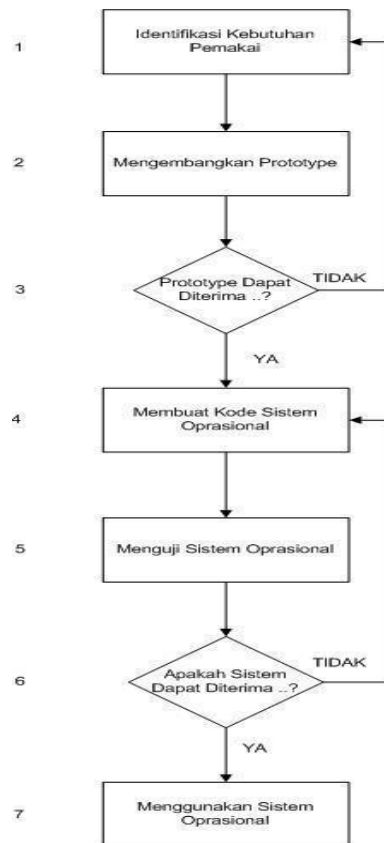 1
Identifikasi Kebutuhan
Pemakai
2
Mengembangkan Prototype
3
Prototype Dapat
Diterima ..?
TIDAK
YA
4
Membuat Kode Sistem
Oprasional
5
Menguji Sistem Oprasional
6
Apakah Sistem
Dapat Diterima ..?
TIDAK
YA
7
Menggunakan Sistem
Oprasional